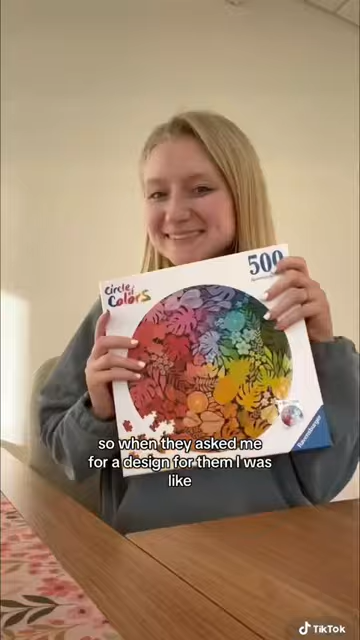 500
Circle of
Colors
Ravensburger
so when they asked me
for a design for them I was
like
TikTok